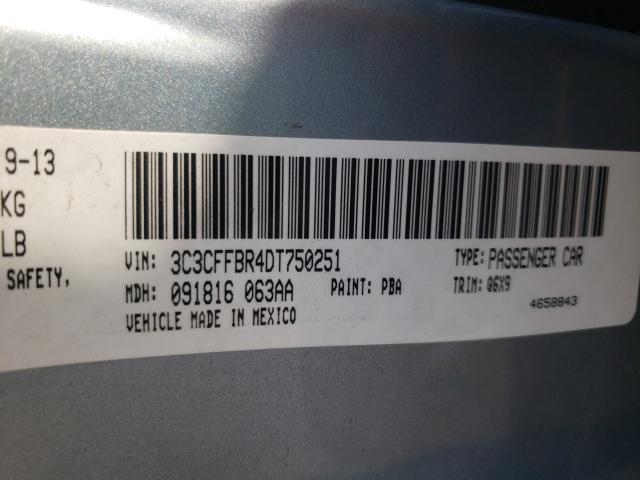 9-13
KG
LB
SAFETY,
VIN: 3C3CFFBR4DT750251 TYPE: PASSENGER CAR
MDH: 091816 063AA PAINT: PBA TRIM: Q6X9
4658843
VEHICLE MADE IN MEXICO